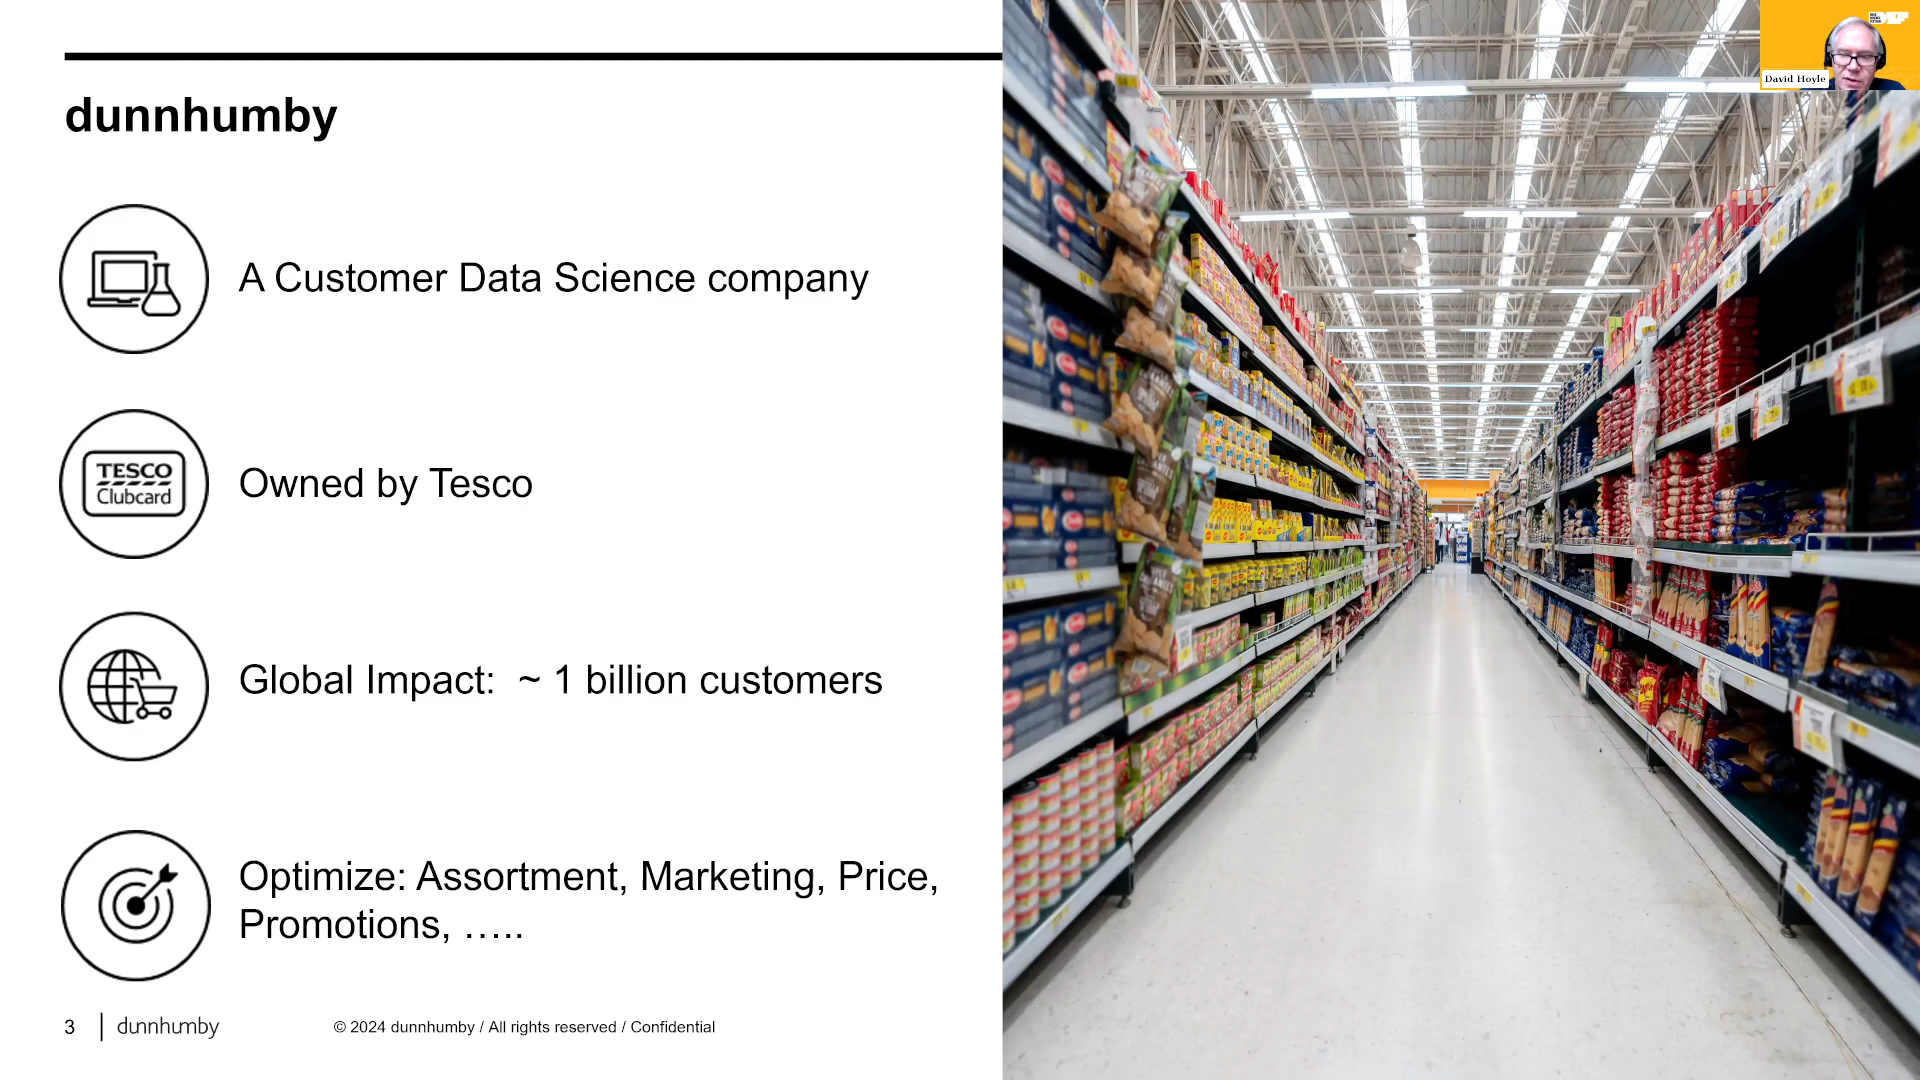 David Hoyle
dunnhumby
A Customer Data Science company
TESCO
Clubcard
Owned by Tesco
Global Impact:  ~ 1 billion customers
Optimize: Assortment, Marketing, Price,
Promotions, …..
3
dunnhumby
© 2024 dunnhumby / All rights reserved / Confidential